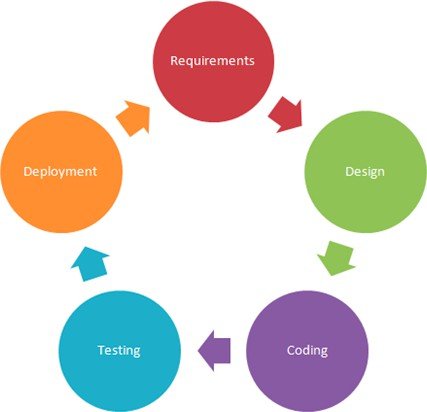 Requirements
Design
Coding
Testing
Deployment